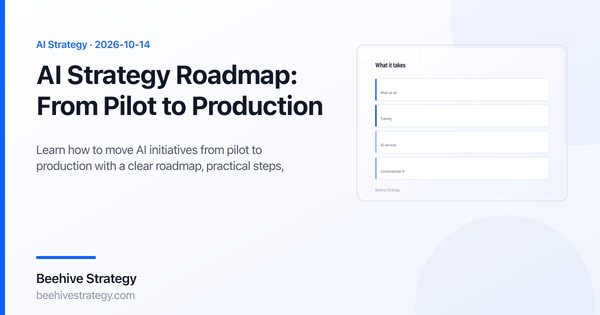 AI Strategy · 2026-10-14
AI Strategy Roadmap:
From Pilot to Production
Learn how to move AI initiatives from pilot to
production with a clear roadmap, practical steps,
Beehive Strategy
beehivestrategy.com
What it takes
What we do
Training
All services
Conversational AI
Beehive Strategy